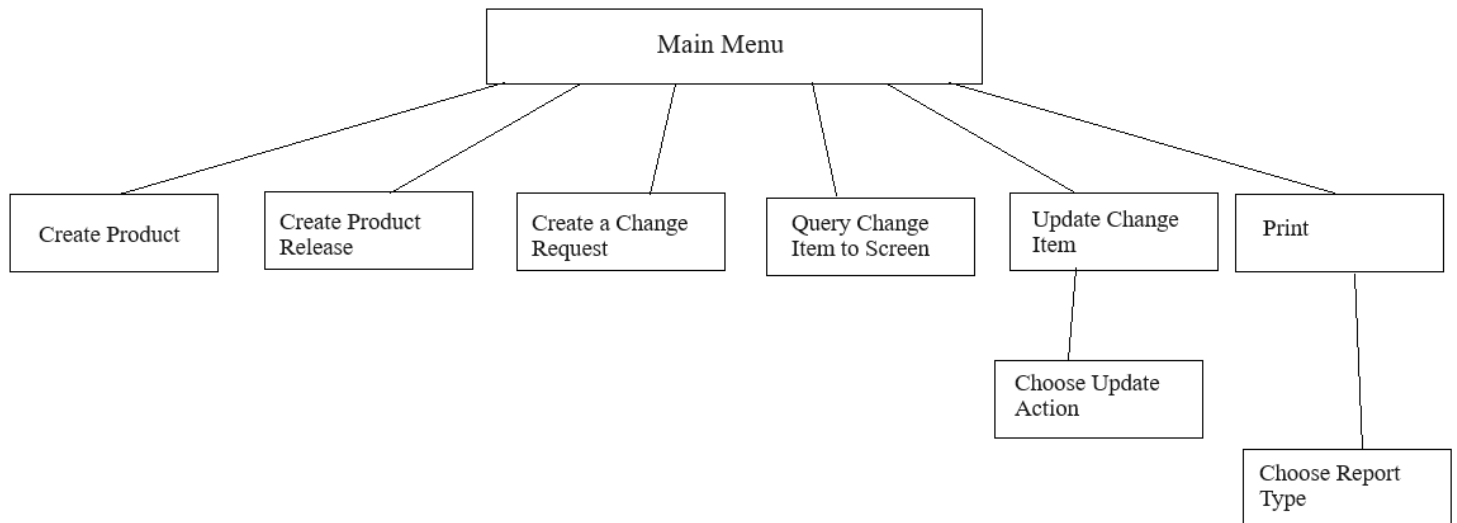 Main Menu
Create Product
Create Product
Release
Create a Change
Request
Query Change
Item to Screen
Update Change
Item
Print
Choose Update
Action
Choose Report
Type